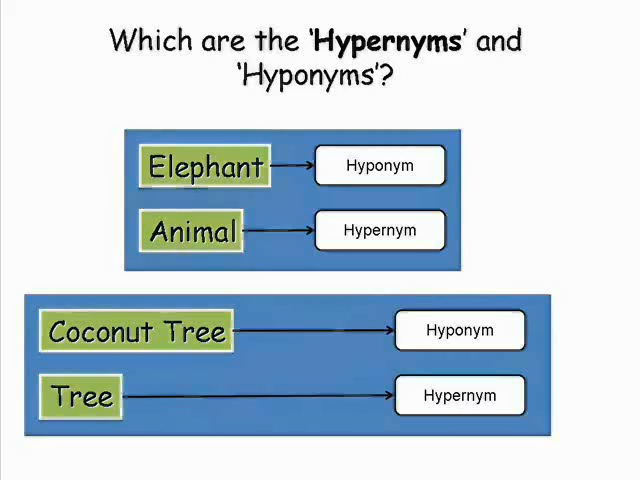 Which are the ‘Hypernyms’ and
‘Hyponyms’?
Elephant Hyponym
Animal Hypernym
Coconut Tree Hyponym
Tree Hypernym